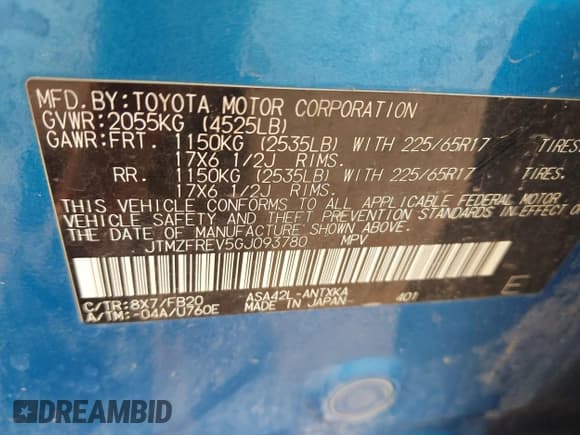 MFD. BY: TOYOTA MOTOR CORPORATION
GVWR: 2055KG (4525LB)
GAWR: FRT. 1150KG (2535LB) WITH 225/65R17 TIRES.
17X6 1/2J RIMS.
RR. 1150KG (2535LB) WITH 225/65R17 TIRES.
17X6 1/2J RIMS.
THIS VEHICLE CONFORMS TO ALL APPLICABLE FEDERAL MOTOR
VEHICLE SAFETY AND THEFT PREVENTION STANDARDS IN EFFECT O
THE DATE OF MANUFACTURE SHOWN ABOVE.
JTMZFREV5GJ093780 MPV
C/TR: 8X7/FB20 ASA42L-ANTXKA 401 E
A/TM: -04A/U760E MADE IN JAPAN
DREAMBID